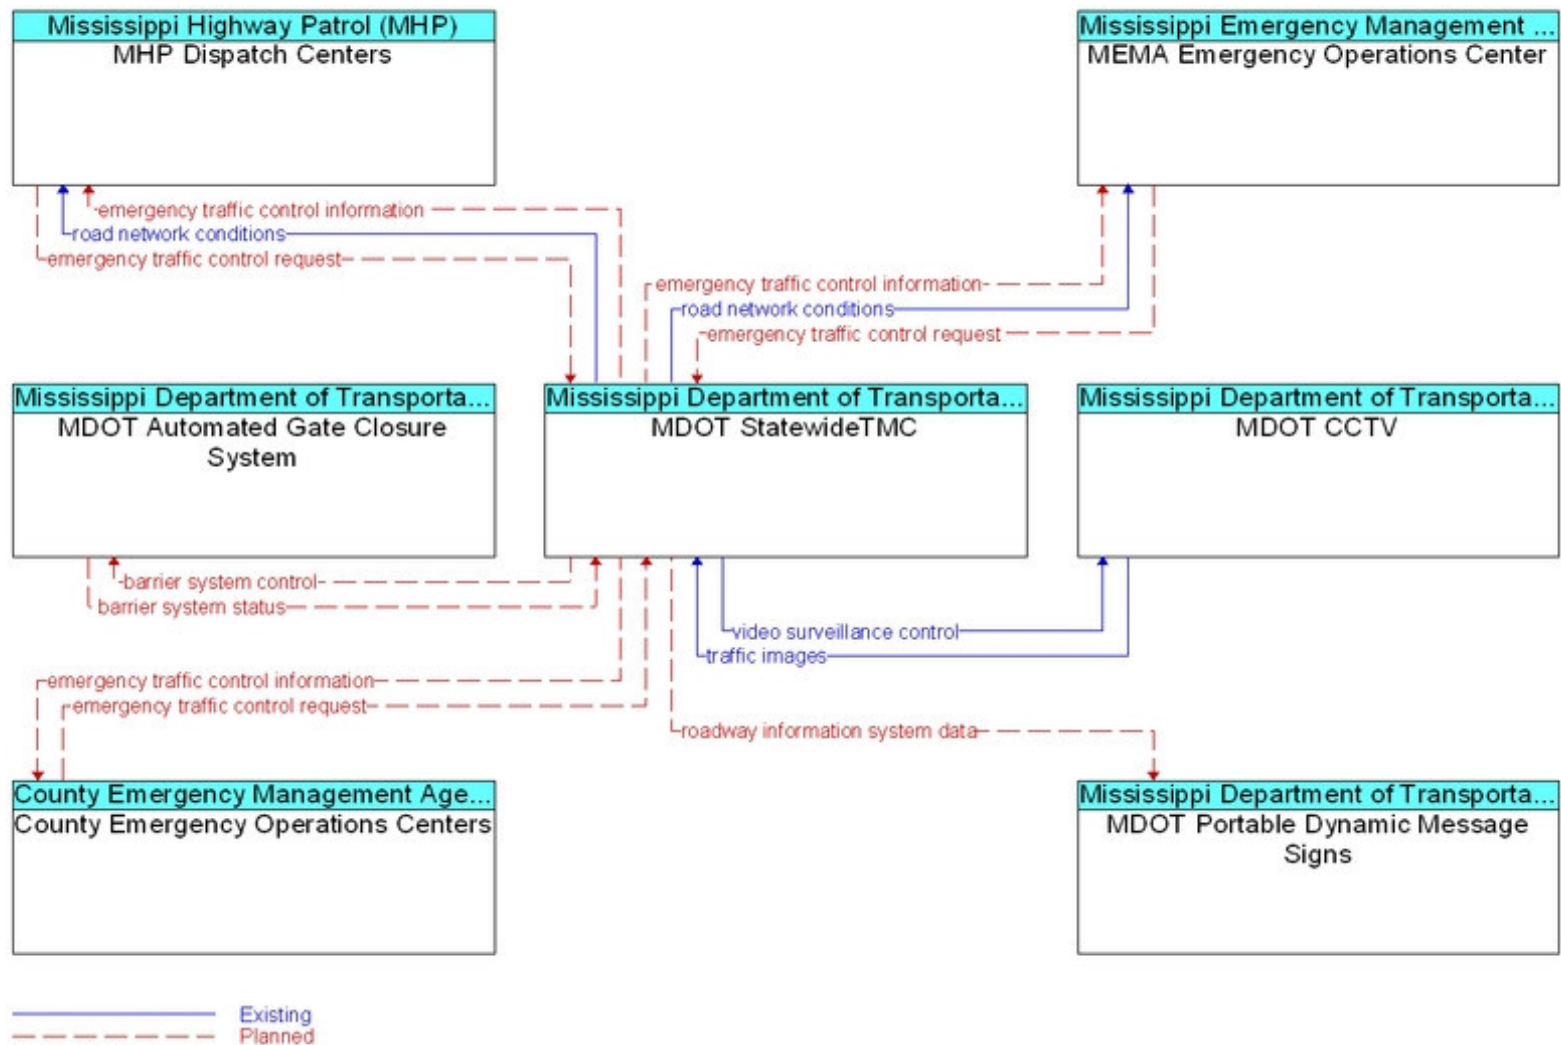 Mississippi Highway Patrol (MHP)
MHP Dispatch Centers
Mississippi Emergency Management ...
MEMA Emergency Operations Center
emergency traffic control information
road network conditions
emergency traffic control request
emergency traffic control information
road network conditions
emergency traffic control request
Mississippi Department of Transporta...
MDOT Automated Gate Closure
System
Mississippi Department of Transporta...
MDOT StatewideTMC
Mississippi Department of Transporta...
MDOT CCTV
barrier system control
barrier system status
video surveillance control
traffic images
emergency traffic control information
emergency traffic control request
roadway information system data
County Emergency Management Age...
County Emergency Operations Centers
Mississippi Department of Transporta...
MDOT Portable Dynamic Message
Signs
Existing
Planned